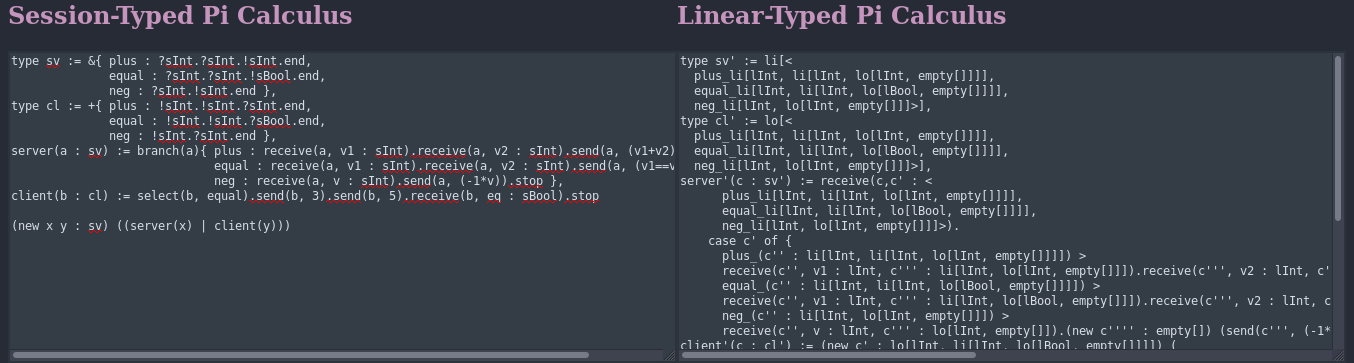 Session-Typed Pi Calculus
type sv := &{ plus : ?sInt.?sInt.!sInt.end,
equal : ?sInt.?sInt.!sBool.end,
neg : ?sInt.!sInt.end },
type cl := +{ plus : !sInt.!sInt.?sInt.end,
equal : !sInt.!sInt.?sBool.end,
neg : !sInt.?sInt.end },
server(a : sv) := branch(a){ plus : receive(a, v1 : sInt).receive(a, v2 : sInt).send(a, (v1+v2)
equal : receive(a, v1 : sInt).receive(a, v2 : sInt).send(a, (v1==v
neg : receive(a, v : sInt).send(a, (-1*v)).stop },
client(b : cl) := select(b, equal).send(b, 3).send(b, 5).receive(b, eq : sBool).stop
(new x y : sv) ((server(x) | client(y)))
Linear-Typed Pi Calculus
type sv' := li[<
plus_li[lInt, li[lInt, lo[lInt, empty[]]]],
equal_li[lInt, li[lInt, lo[lBool, empty[]]]],
neg_li[lInt, lo[lInt, empty[]]]>],
type cl' := lo[<
plus_li[lInt, li[lInt, lo[lInt, empty[]]]],
equal_li[lInt, li[lInt, lo[lBool, empty[]]]],
neg_li[lInt, lo[lInt, empty[]]]>],
server'(c : sv') := receive(c,c' : <
plus_li[lInt, li[lInt, lo[lInt, empty[]]]],
equal_li[lInt, li[lInt, lo[lBool, empty[]]]],
neg_li[lInt, lo[lInt, empty[]]]>).
case c' of {
plus_(c'' : li[lInt, li[lInt, lo[lInt, empty[]]]]) >
receive(c'', v1 : lInt, c''' : li[lInt, lo[lInt, empty[]]]).receive(c''', v2 : lInt, c'
equal_(c'' : li[lInt, li[lInt, lo[lBool, empty[]]]]) >
receive(c'', v1 : lInt, c''' : li[lInt, lo[lBool, empty[]]]).receive(c''', v2 : lInt, c
neg_(c'' : li[lInt, lo[lInt, empty[]]]) >
receive(c'', v : lInt, c''' : lo[lInt, empty[]]).(new c'''' : empty[]) (send(c''', (-1*
client'(c : cl') := (new c' : lo[lInt, li[lInt, lo[lBool, empty[]]]]) (